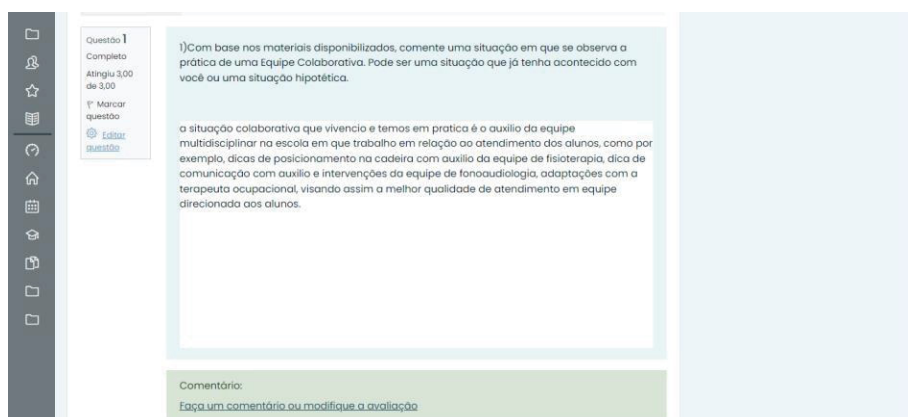 Questão 1
Completo
Atingiu 3,00
de 3,00
Marcar
questão
Editar
questão
1)Com base nos materiais disponibilizados, comente uma situação em que se observa a
prática de uma Equipe Colaborativa. Pode ser uma situação que já tenha acontecido com
você ou uma situação hipotética.
a situação colaborativa que vivencio e temos em pratica é o auxilio da equipe
multidisciplinar na escola em que trabalho em relação ao atendimento dos alunos, como por
exemplo, dicas de posicionamento na cadeira com auxilio da equipe de fisioterapia, dica de
comunicação com auxilio e intervenções da equipe de fonoaudiologia, adaptações com a
terapeuta ocupacional, visando assim a melhor qualidade de atendimento em equipe
direcionada aos alunos.
Comentário:
Faça um comentário ou modifique a avaliação